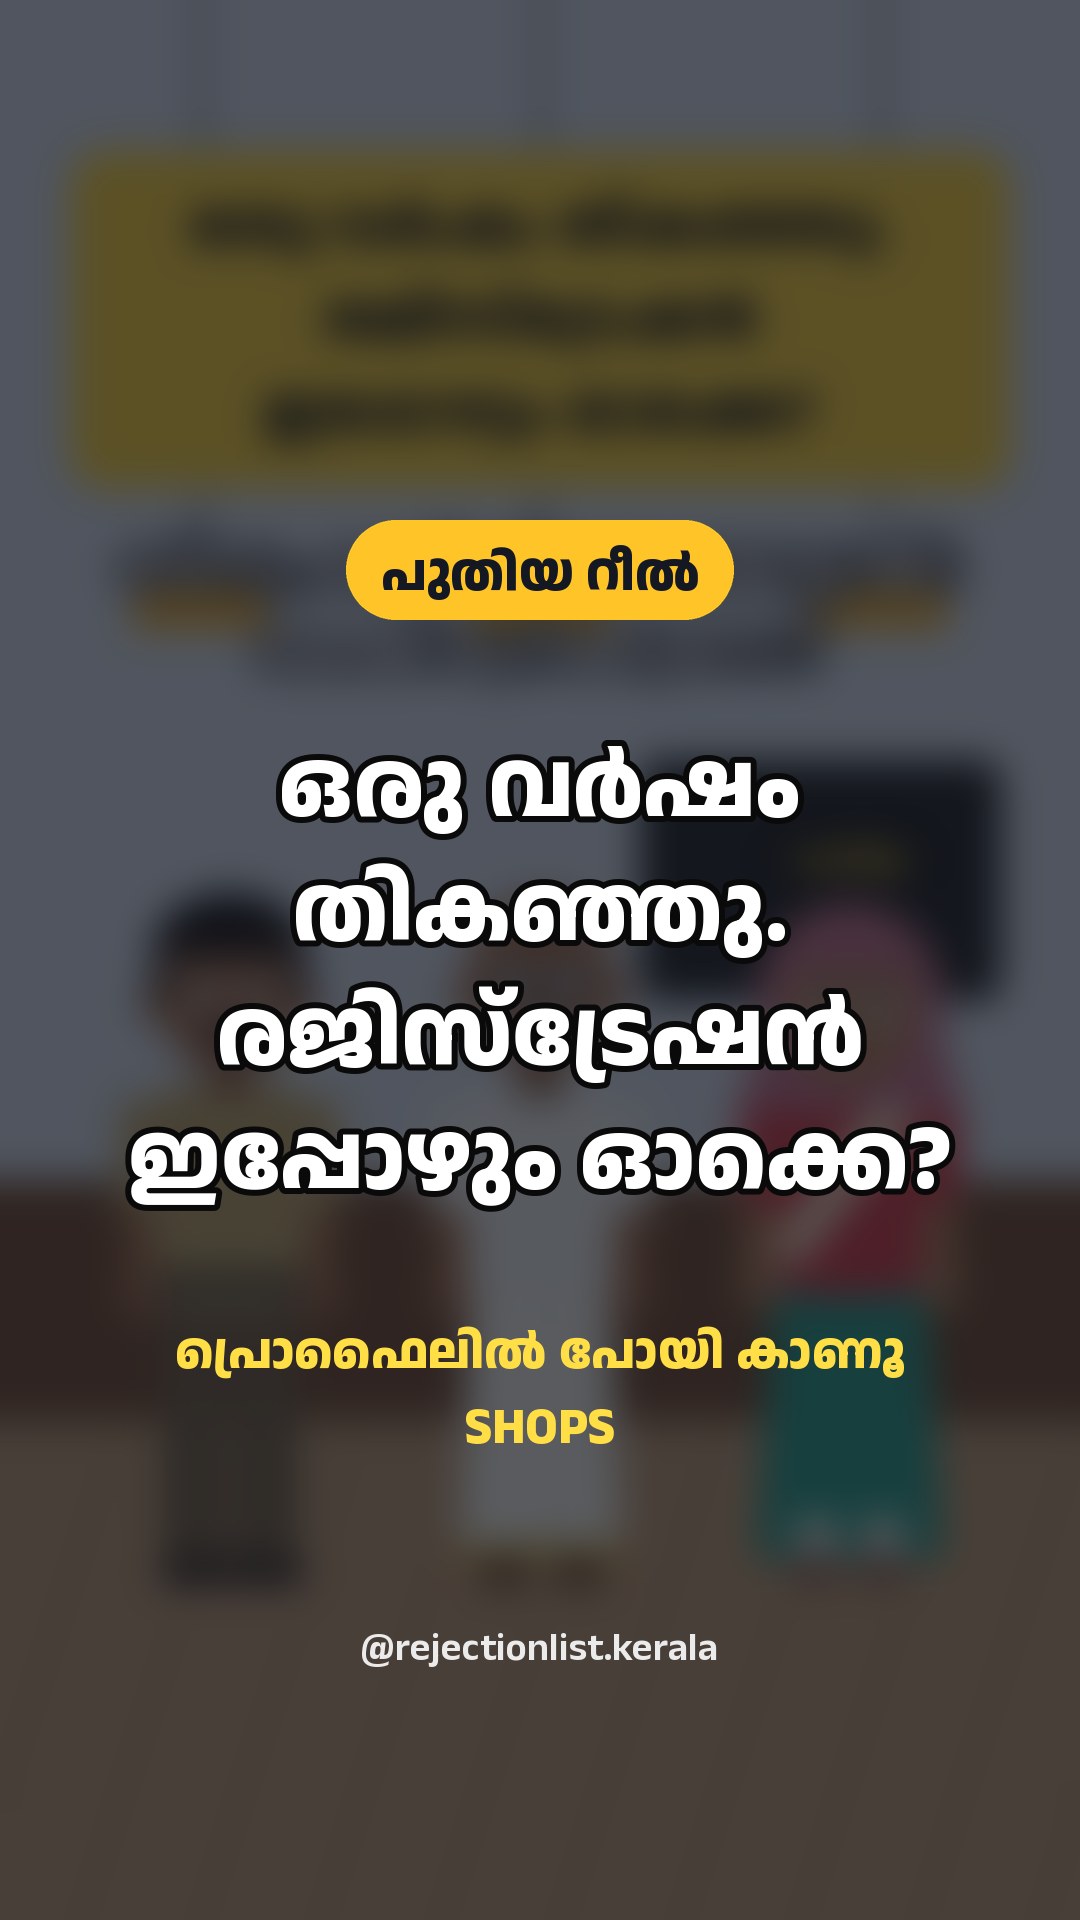 പുതിയ റീൽ
ഒരു വർഷം
തികഞ്ഞു.
രജിസ്ട്രേഷൻ
ഇപ്പോഴും ഓക്കെ?
പ്രൊഫൈലിൽ പോയി കാണൂ
SHOPS
@rejectionlist.kerala